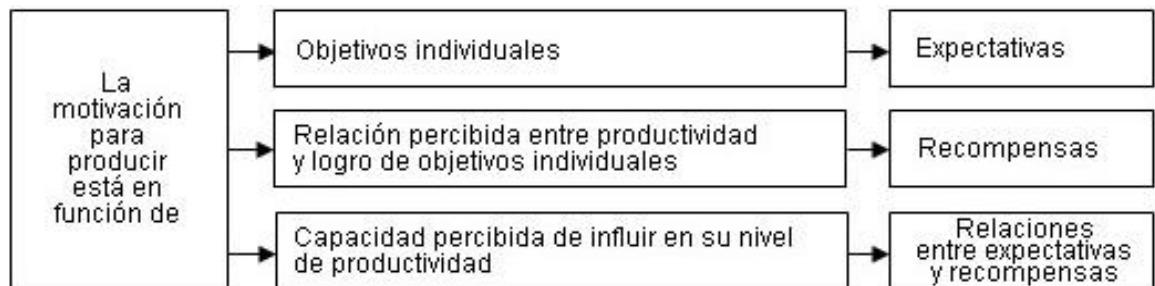 La
motivación
para
producir
está en
función de
Objetivos individuales
Expectativas
Relación percibida entre productividad
y logro de objetivos individuales
Recompensas
Capacidad percibida de influir en su nivel
de productividad
Relaciones
entre expectativas
y recompensas